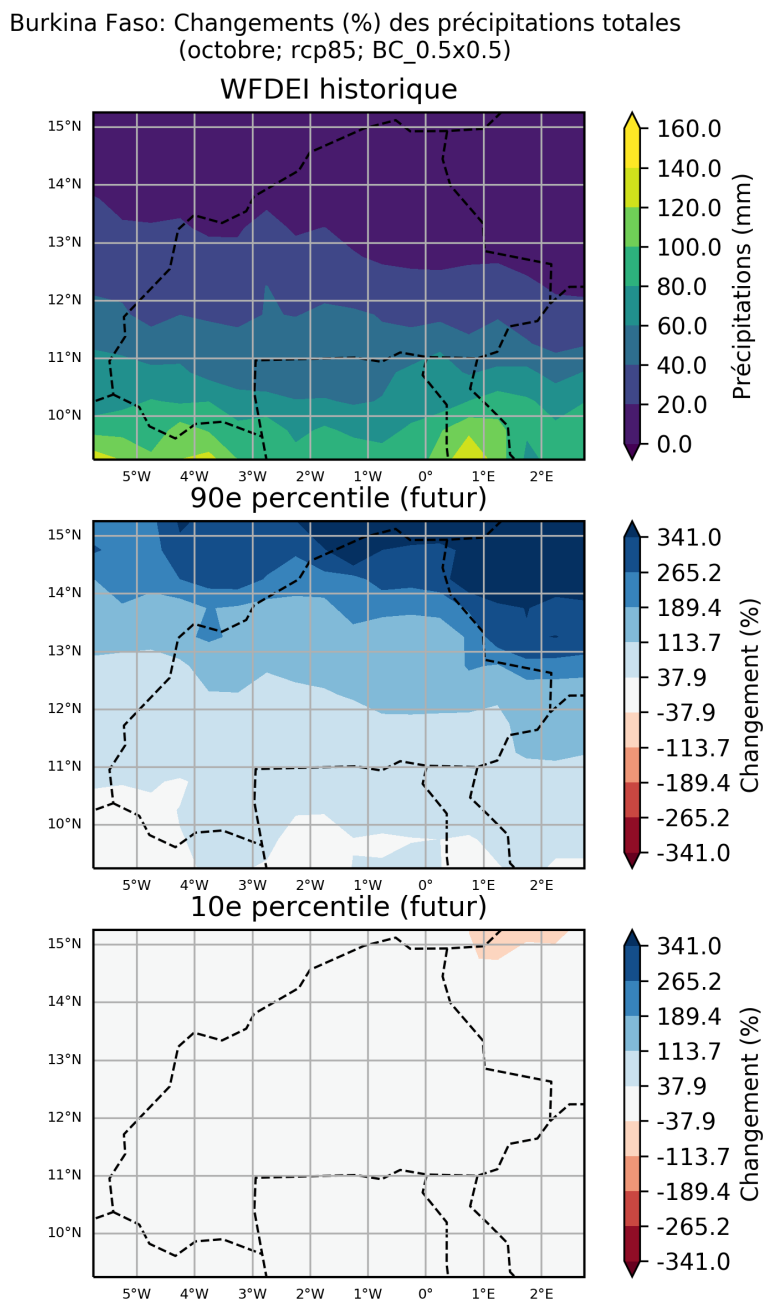 Burkina Faso: Changements (%) des précipitations totales
(octobre; rcp85; BC_0.5x0.5)
WFDEI historique
15°N
14°N
13°N
12°N
11°N
10°N
5°W 4°W 3°W 2°W 1°W 0° 1°E 2°E
160.0
140.0
120.0
100.0
80.0
60.0
40.0
20.0
0.0
Précipitations (mm)
90e percentile (futur)
15°N
14°N
13°N
12°N
11°N
10°N
5°W 4°W 3°W 2°W 1°W 0° 1°E 2°E
341.0
265.2
189.4
113.7
37.9
-37.9
-113.7
-189.4
-265.2
-341.0
Changement (%)
10e percentile (futur)
15°N
14°N
13°N
12°N
11°N
10°N
5°W 4°W 3°W 2°W 1°W 0° 1°E 2°E
341.0
265.2
189.4
113.7
37.9
-37.9
-113.7
-189.4
-265.2
-341.0
Changement (%)